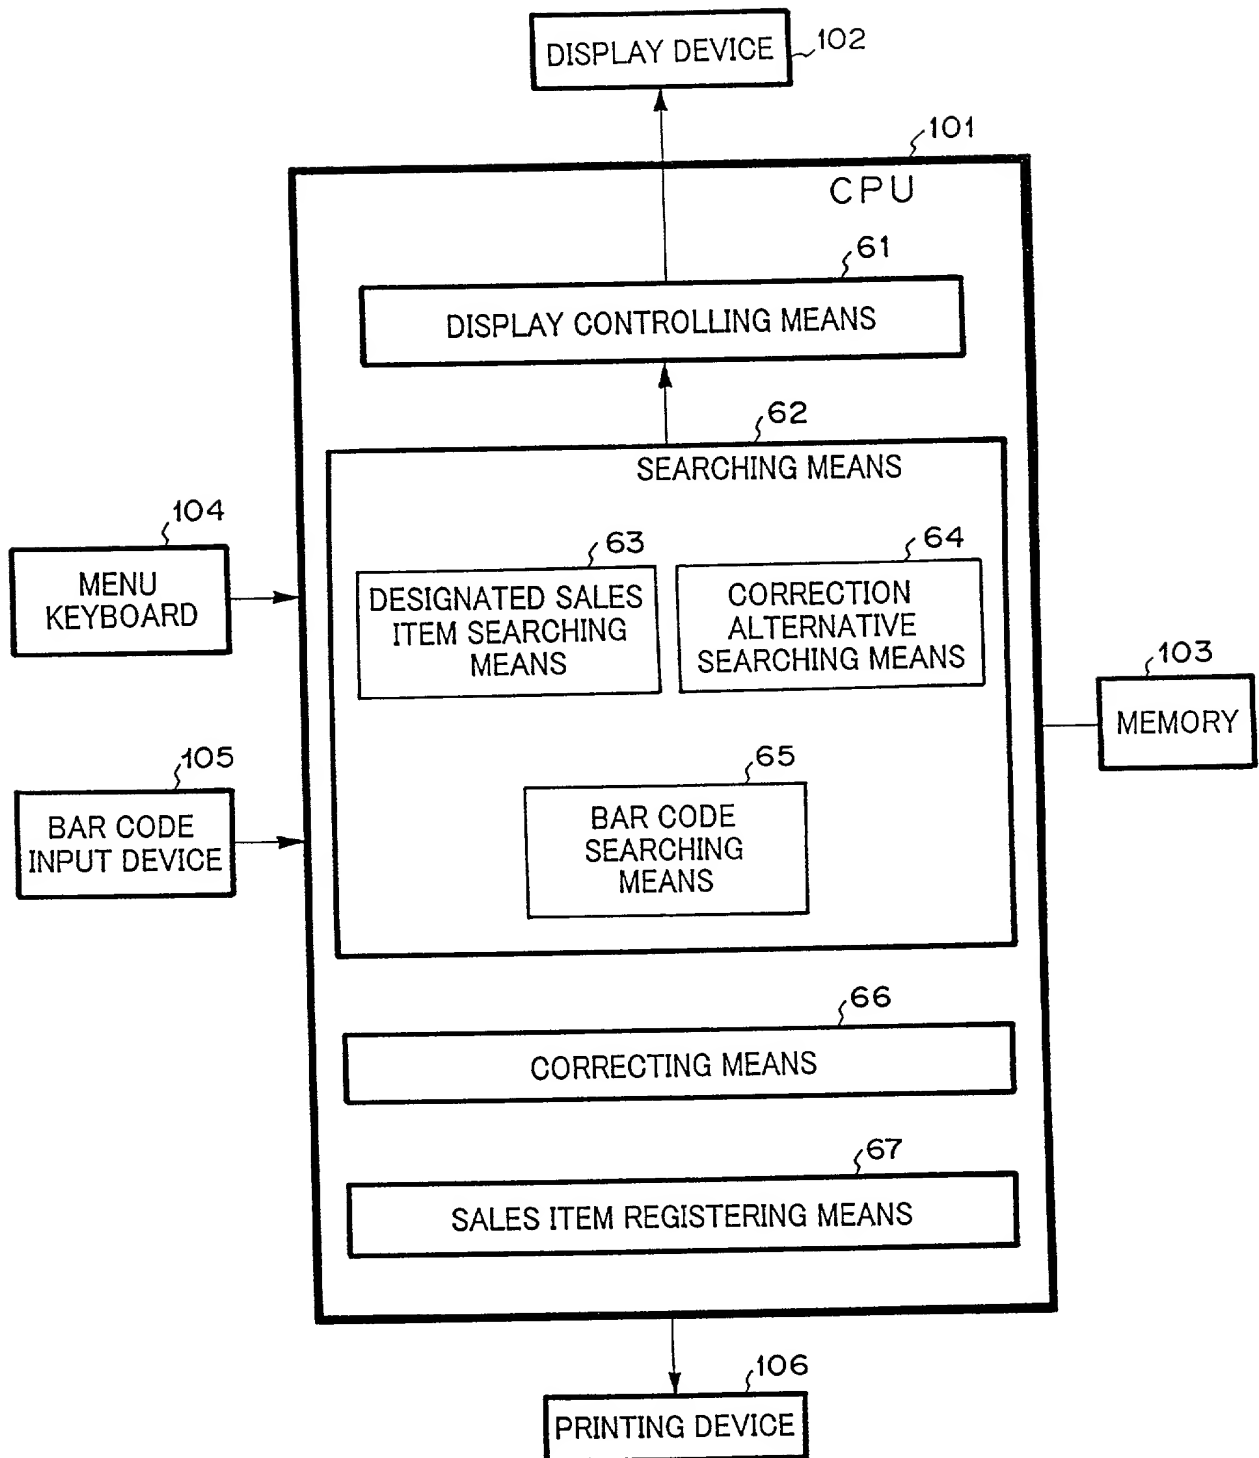 DISPLAY DEVICE
102
101
CPU
61
DISPLAY CONTROLLING MEANS
62
SEARCHING MEANS
104
MENU
KEYBOARD
63
DESIGNATED SALES
ITEM SEARCHING
MEANS
64
CORRECTION
ALTERNATIVE
SEARCHING MEANS
103
MEMORY
105
BAR CODE
INPUT DEVICE
65
BAR CODE
SEARCHING
MEANS
66
CORRECTING MEANS
67
SALES ITEM REGISTERING MEANS
106
PRINTING DEVICE